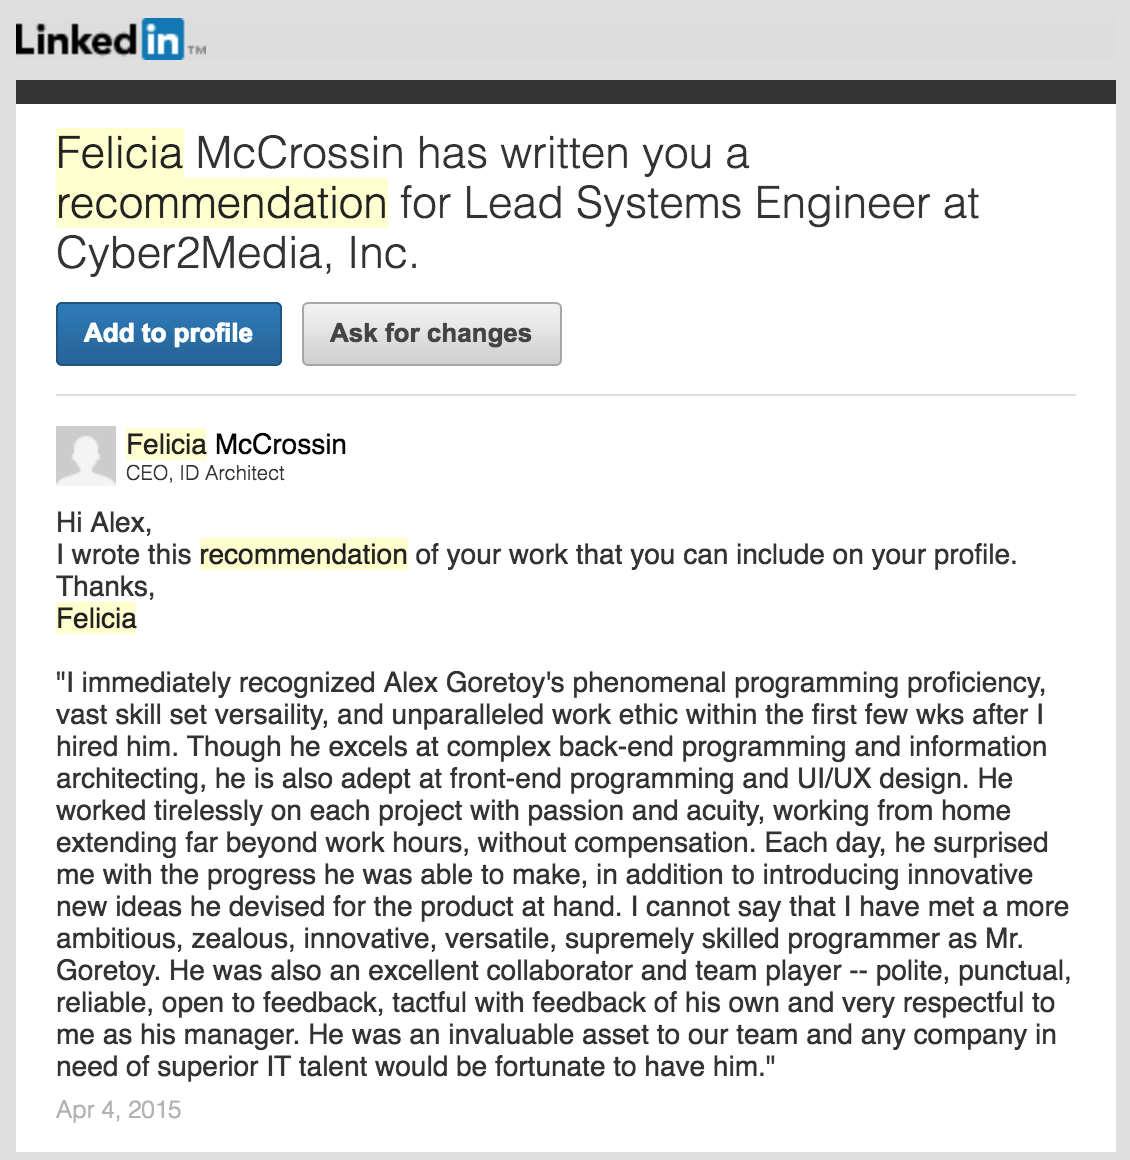 Linked in ™
Felicia McCrossin has written you a
recommendation for Lead Systems Engineer at
Cyber2Media, Inc.
Add to profile
Ask for changes
Felicia McCrossin
CEO, ID Architect
Hi Alex,
I wrote this recommendation of your work that you can include on your profile.
Thanks,
Felicia
"I immediately recognized Alex Goretoy's phenomenal programming proficiency,
vast skill set versaility, and unparalleled work ethic within the first few wks after I
hired him. Though he excels at complex back-end programming and information
architecting, he is also adept at front-end programming and UI/UX design. He
worked tirelessly on each project with passion and acuity, working from home
extending far beyond work hours, without compensation. Each day, he surprised
me with the progress he was able to make, in addition to introducing innovative
new ideas he devised for the product at hand. I cannot say that I have met a more
ambitious, zealous, innovative, versatile, supremely skilled programmer as Mr.
Goretoy. He was also an excellent collaborator and team player -- polite, punctual,
reliable, open to feedback, tactful with feedback of his own and very respectful to
me as his manager. He was an invaluable asset to our team and any company in
need of superior IT talent would be fortunate to have him."
Apr 4, 2015